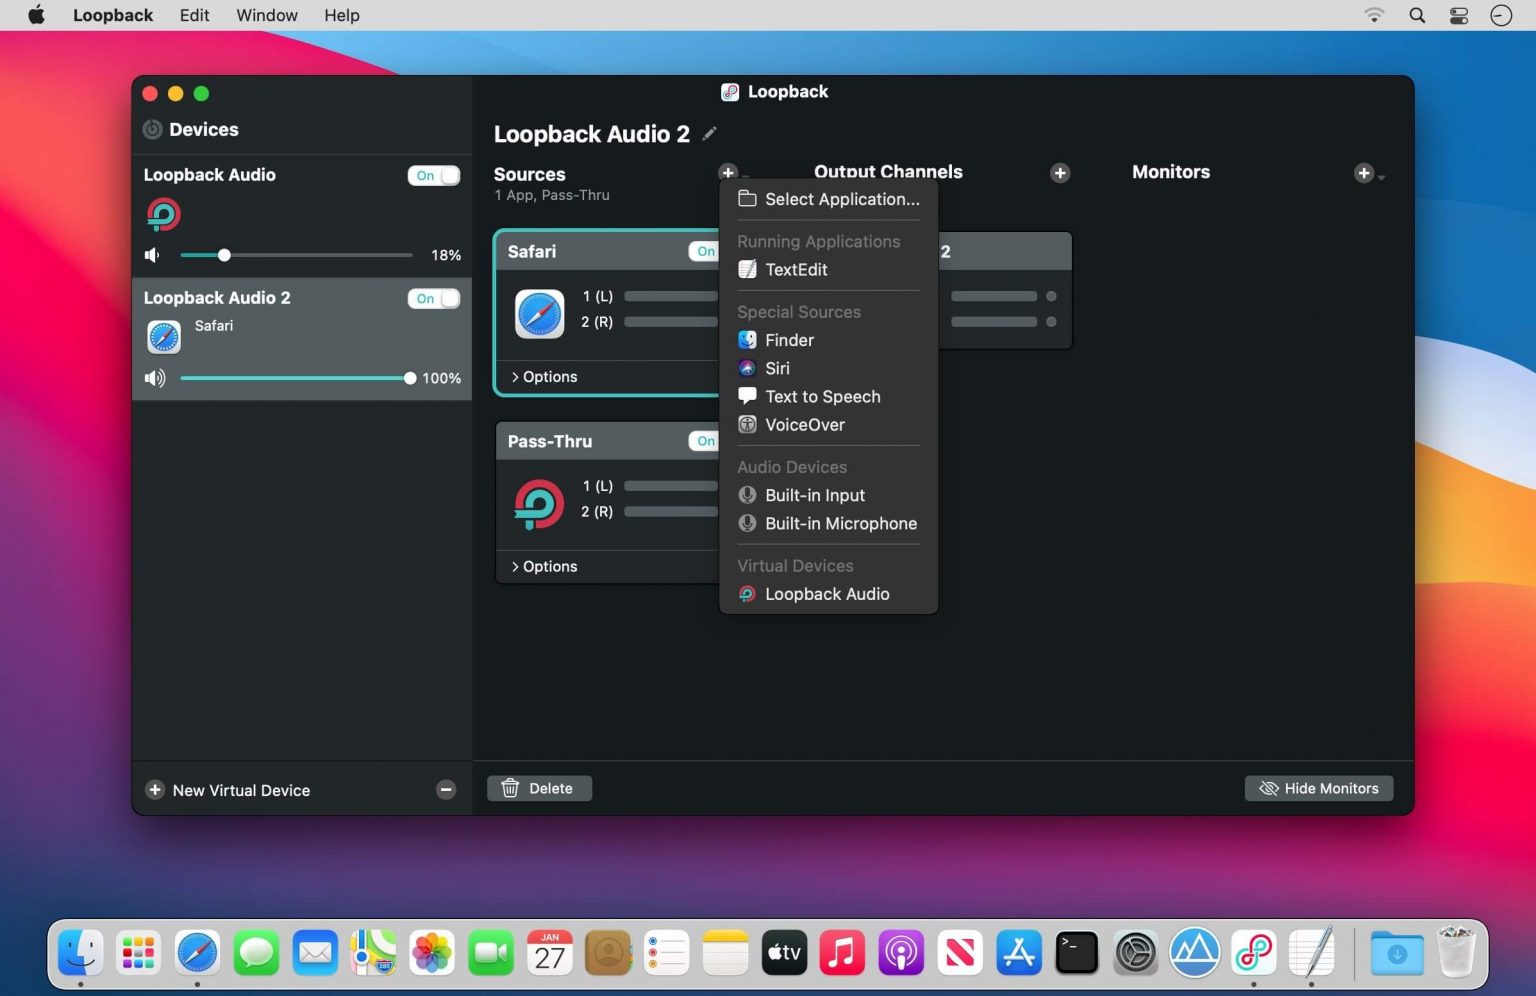 Loopback Edit Window Help
Loopback
Devices
Loopback Audio
On
18%
Loopback Audio 2
On
Safari
100%
New Virtual Device
Loopback Audio 2
Sources
1 App, Pass-Thru
Safari
On
1 (L)
2 (R)
Options
Pass-Thru
On
1 (L)
2 (R)
Options
Select Application...
Running Applications
TextEdit
Special Sources
Finder
Siri
Text to Speech
VoiceOver
Audio Devices
Built-in Input
Built-in Microphone
Virtual Devices
Loopback Audio
Output Channels
2
Monitors
Delete
Hide Monitors
JAN
27
280
tv